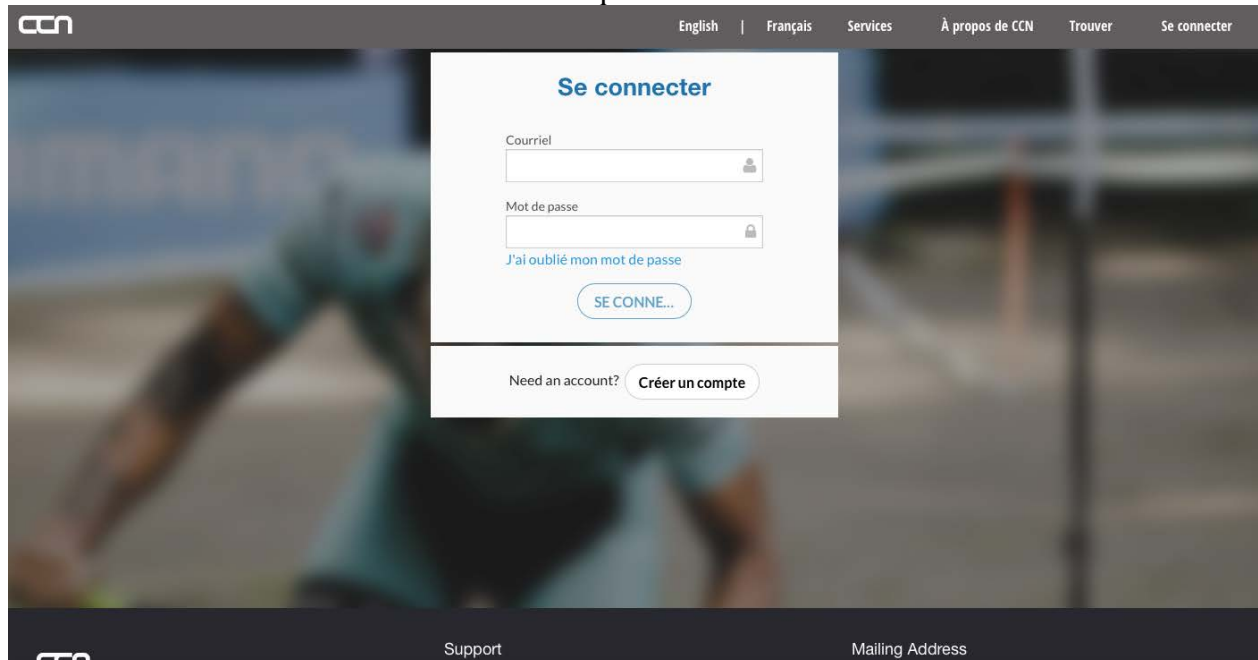 ccn
English | Français Services À propos de CCN Trouver Se connecter
Se connecter
Courriel
Mot de passe
J'ai oublié mon mot de passe
SE CONNE...
Need an account? Créer un compte
Support
Mailing Address